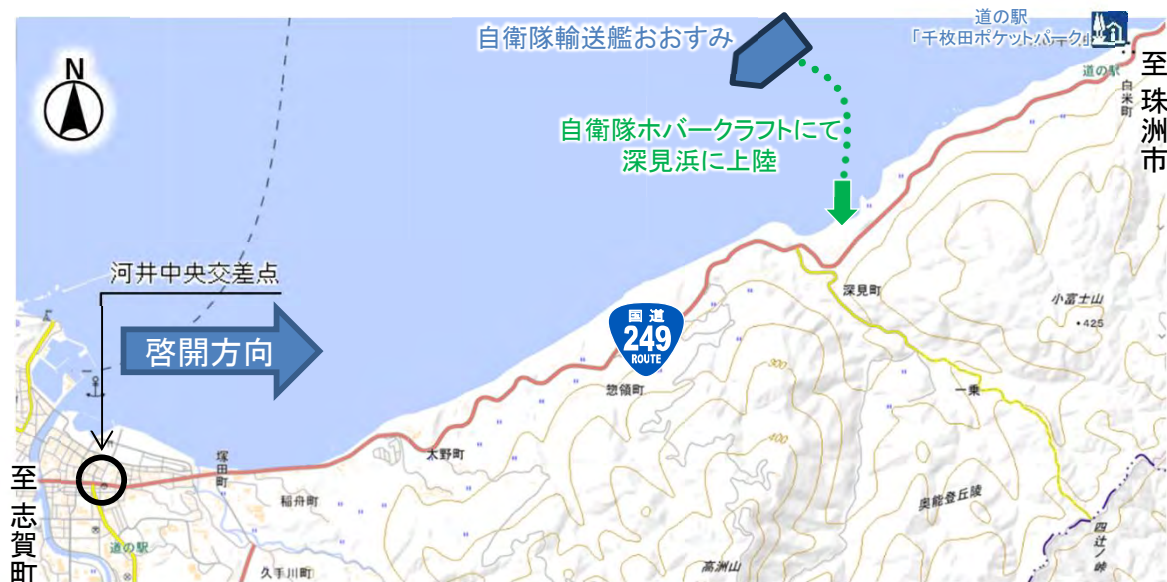 自衛隊輸送艦おおすみ
道の駅
「千枚田ポケットパーク」
道の駅
白米町
至珠洲市
N
自衛隊ホバークラフトにて
深見浜に上陸
河井中央交差点
啓開方向
国道
249
ROUTE
深見町
小富士山
・425
300
惣領町
一乗
400
大野町
塚田町
稲舟町
奥能登丘陵
至志賀町
道の駅
久手川町
高洲山
四辻ノ峠